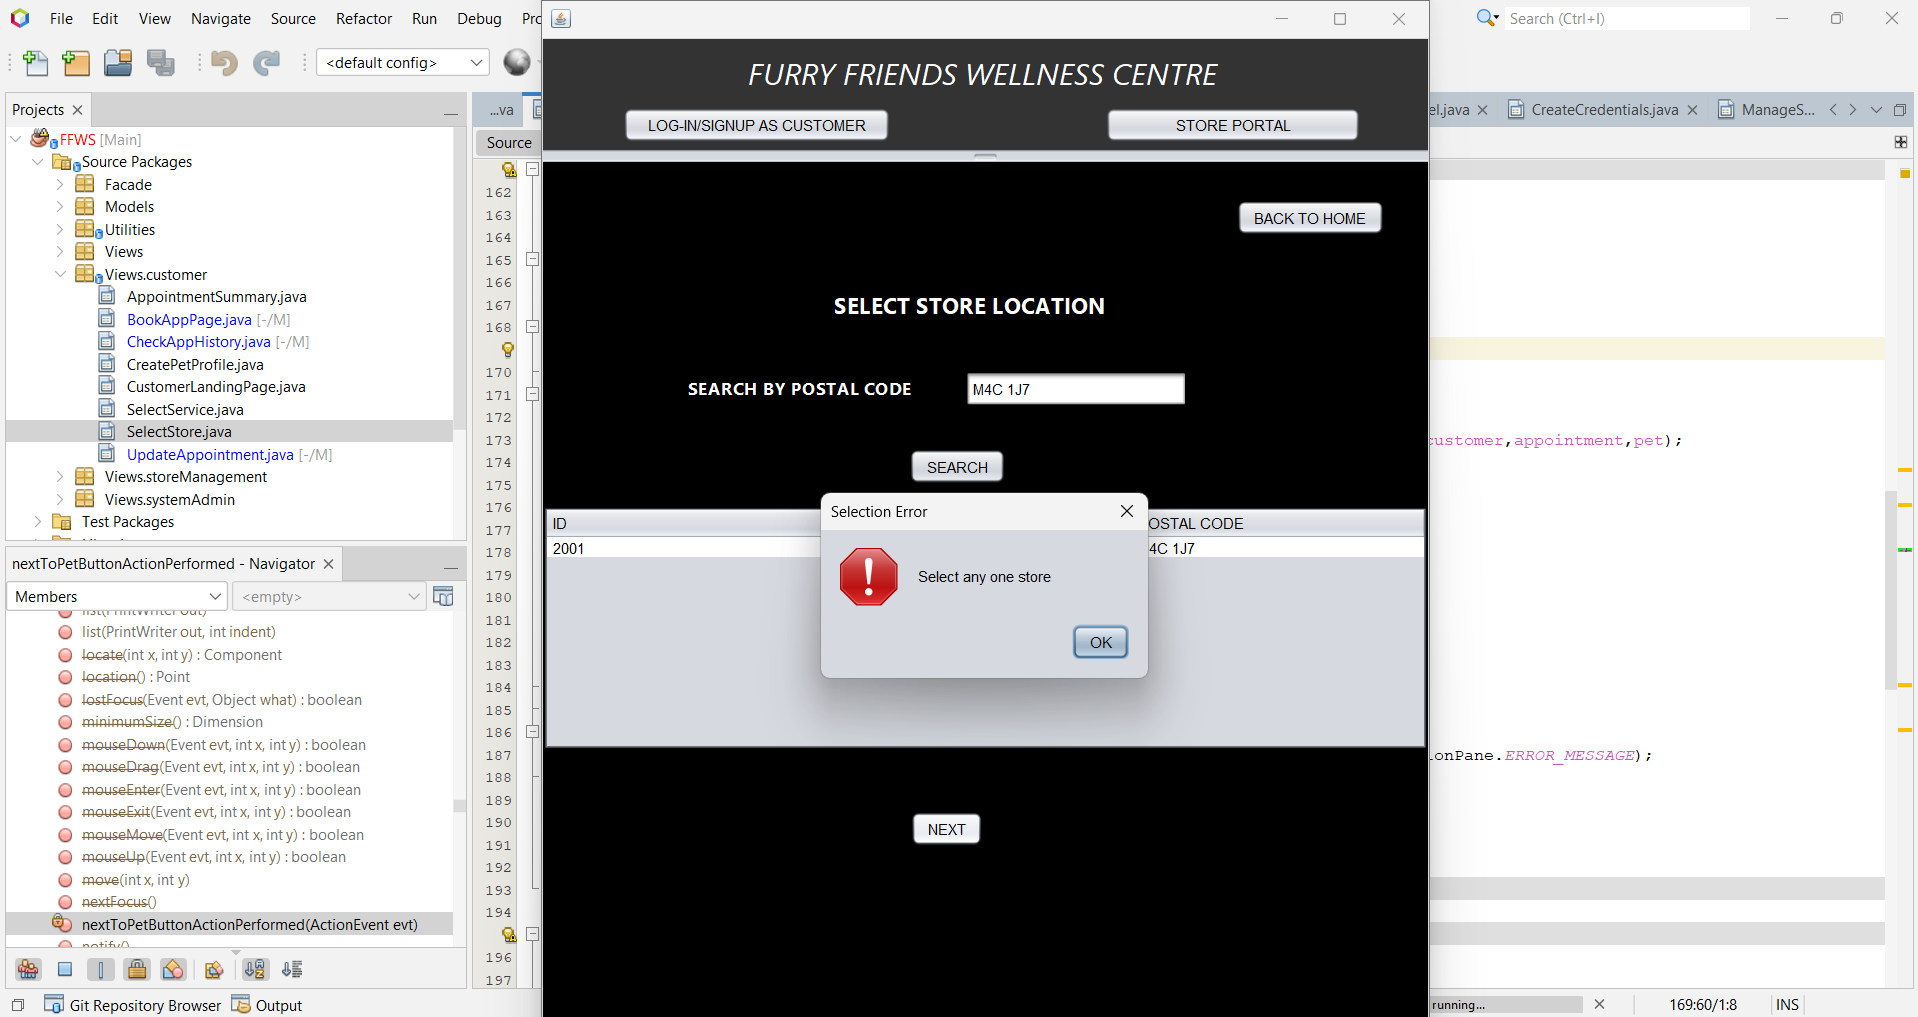 File Edit View Navigate Source Refactor Run Debug
Search (Ctrl+I)
<default config>
FURRY FRIENDS WELLNESS CENTRE
LOG-IN/SIGNUP AS CUSTOMER
STORE PORTAL
Projects
...va
el.java
CreateCredentials.java
ManageS...
Source
FFWS [Main]
Source Packages
Facade
Models
Utilities
Views
Views.customer
AppointmentSummary.java
BookAppPage.java [-/M]
CheckAppHistory.java [-/M]
CreatePetProfile.java
CustomerLandingPage.java
SelectService.java
SelectStore.java
UpdateAppointment.java [-/M]
Views.storeManagement
Views.systemAdmin
Test Packages
162
163
164
165
166
167
168
170
171
172
173
174
175
176
177
178
179
180
181
182
183
184
185
186
187
188
189
190
191
192
193
194
196
197
BACK TO HOME
SELECT STORE LOCATION
SEARCH BY POSTAL CODE
M4C 1J7
SEARCH
ID
OSTAL CODE
2001
4C 1J7
Selection Error
Select any one store
OK
NEXT
customer,appointment,pet);
ionPane.ERROR_MESSAGE);
nextToPetButtonActionPerformed - Navigator
Members
<empty>
list(PrintWriter out)
list(PrintWriter out, int indent)
locate(int x, int y) : Component
location() : Point
lostFocus(Event evt, Object what) : boolean
minimumSize() : Dimension
mouseDown(Event evt, int x, int y) : boolean
mouseDrag(Event evt, int x, int y) : boolean
mouseEnter(Event evt, int x, int y) : boolean
mouseExit(Event evt, int x, int y) : boolean
mouseMove(Event evt, int x, int y) : boolean
mouseUp(Event evt, int x, int y) : boolean
move(int x, int y)
nextFocus()
nextToPetButtonActionPerformed(ActionEvent evt)
notify()
Git Repository Browser
Output
running...
169:60/1:8
INS